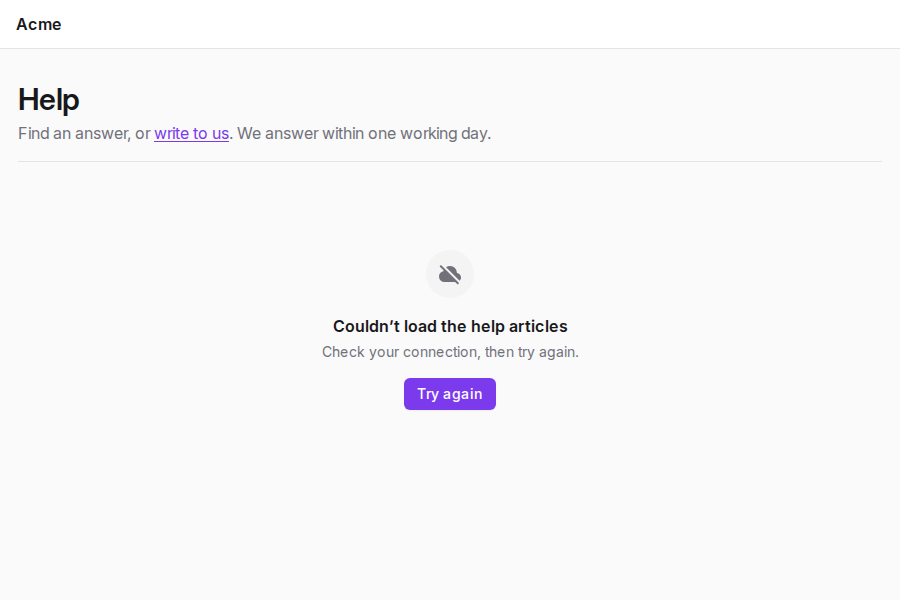 Acme
Help
Find an answer, or write to us. We answer within one working day.
Couldn’t load the help articles
Check your connection, then try again.
Try again